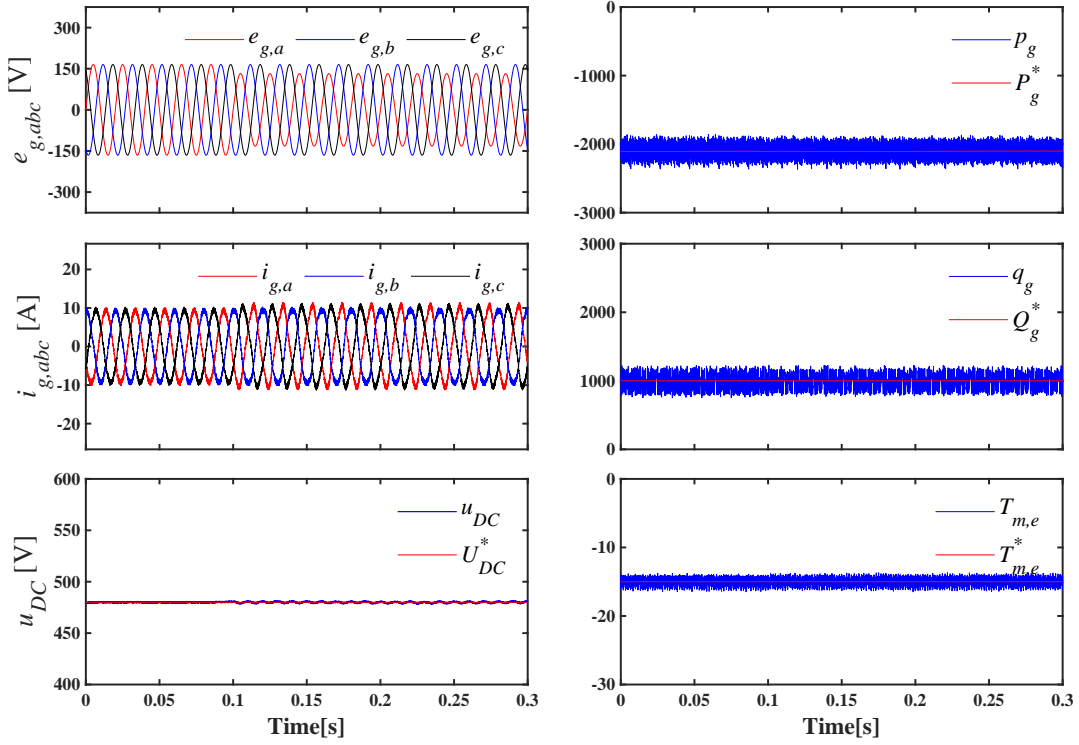 e_{g,abc} [V]
300
150
0
-150
-300
e_{g,a} e_{g,b} e_{g,c}
0
-1000
-2000
-3000
p_g
P_g^*
i_{g,abc} [A]
20
10
0
-10
-20
i_{g,a} i_{g,b} i_{g,c}
3000
2000
1000
0
q_g
Q_g^*
u_{DC} [V]
600
550
500
450
400
u_{DC}
U_{DC}^*
0 0.05 0.1 0.15 0.2 0.25 0.3
Time[s]
0
-10
-20
-30
T_{m,e}
T_{m,e}^*
0 0.05 0.10 0.15 0.2 0.25 0.3
Time[s]